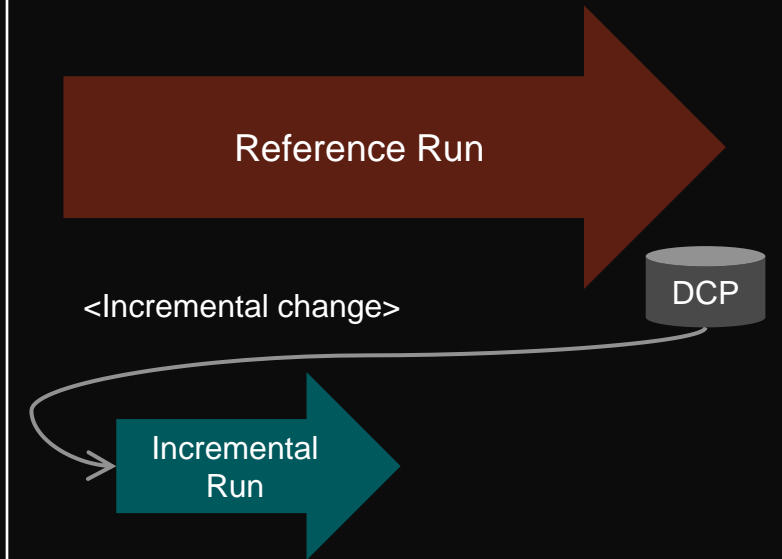 Reference Run
DCP
<Incremental change>
Incremental
Run